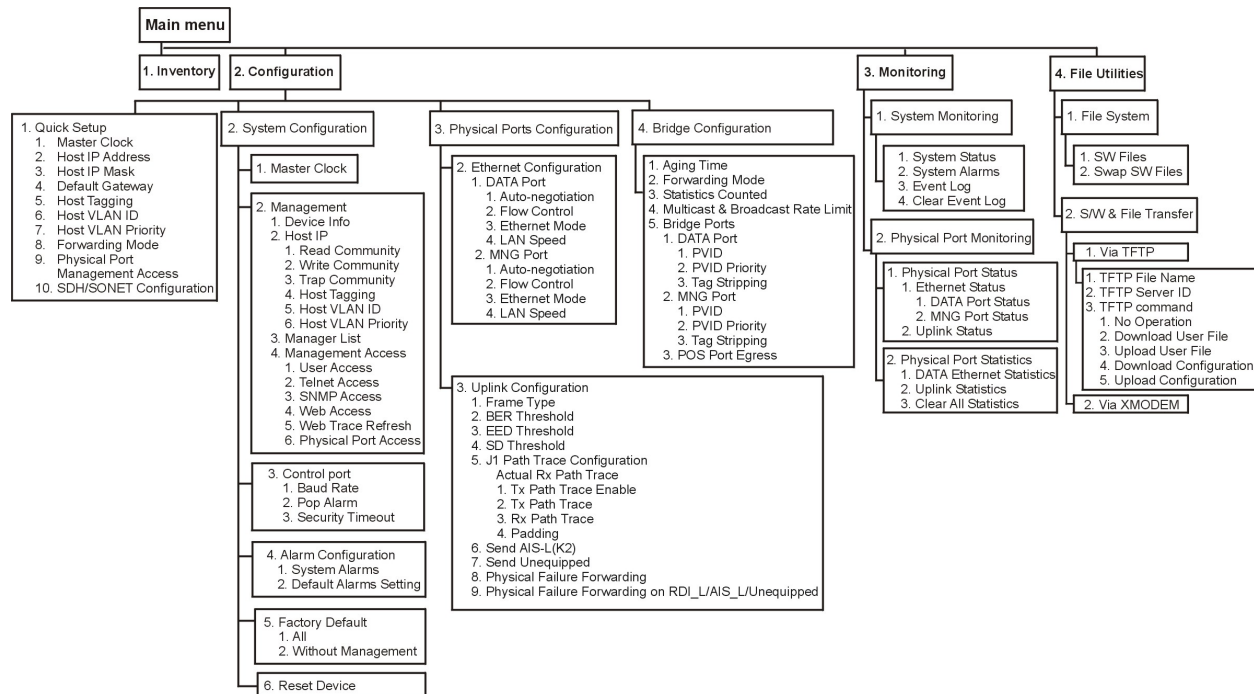 Main menu
1. Inventory
2. Configuration
3. Monitoring
4. File Utilities
1. Quick Setup
1. Master Clock
2. Host IP Address
3. Host IP Mask
4. Default Gateway
5. Host Tagging
6. Host VLAN ID
7. Host VLAN Priority
8. Forwarding Mode
9. Physical Port
Management Access
10. SDH/SONET Configuration
2. System Configuration
1. Master Clock
2. Management
1. Device Info
2. Host IP
1. Read Community
2. Write Community
3. Trap Community
4. Host Tagging
5. Host VLAN ID
6. Host VLAN Priority
3. Manager List
4. Management Access
1. User Access
2. Telnet Access
3. SNMP Access
4. Web Access
5. Web Trace Refresh
6. Physical Port Access
3. Control port
1. Baud Rate
2. Pop Alarm
3. Security Timeout
4. Alarm Configuration
1. System Alarms
2. Default Alarms Setting
5. Factory Default
1. All
2. Without Management
6. Reset Device
3. Physical Ports Configuration
2. Ethernet Configuration
1. DATA Port
1. Auto-negotiation
2. Flow Control
3. Ethernet Mode
4. LAN Speed
2. MNG Port
1. Auto-negotiation
2. Flow Control
3. Ethernet Mode
4. LAN Speed
3. Uplink Configuration
1. Frame Type
2. BER Threshold
3. EED Threshold
4. SD Threshold
5. J1 Path Trace Configuration
Actual Rx Path Trace
1. Tx Path Trace Enable
2. Tx Path Trace
3. Rx Path Trace
4. Padding
6. Send AIS-L(K2)
7. Send Unequipped
8. Physical Failure Forwarding
9. Physical Failure Forwarding on RDI_L/AIS_L/Unequipped
4. Bridge Configuration
1. Aging Time
2. Forwarding Mode
3. Statistics Counted
4. Multicast & Broadcast Rate Limit
5. Bridge Ports
1. DATA Port
1. PVID
2. PVID Priority
3. Tag Stripping
2. MNG Port
1. PVID
2. PVID Priority
3. Tag Stripping
3. POS Port Egress
1. System Monitoring
1. System Status
2. System Alarms
3. Event Log
4. Clear Event Log
2. Physical Port Monitoring
1. Physical Port Status
1. Ethernet Status
1. DATA Port Status
2. MNG Port Status
2. Uplink Status
2. Physical Port Statistics
1. DATA Ethernet Statistics
2. Uplink Statistics
3. Clear All Statistics
1. File System
1. SW Files
2. Swap SW Files
2. S/W & File Transfer
1. Via TFTP
1. TFTP File Name
2. TFTP Server ID
3. TFTP command
1. No Operation
2. Download User File
3. Upload User File
4. Download Configuration
5. Upload Configuration
2. Via XMODEM